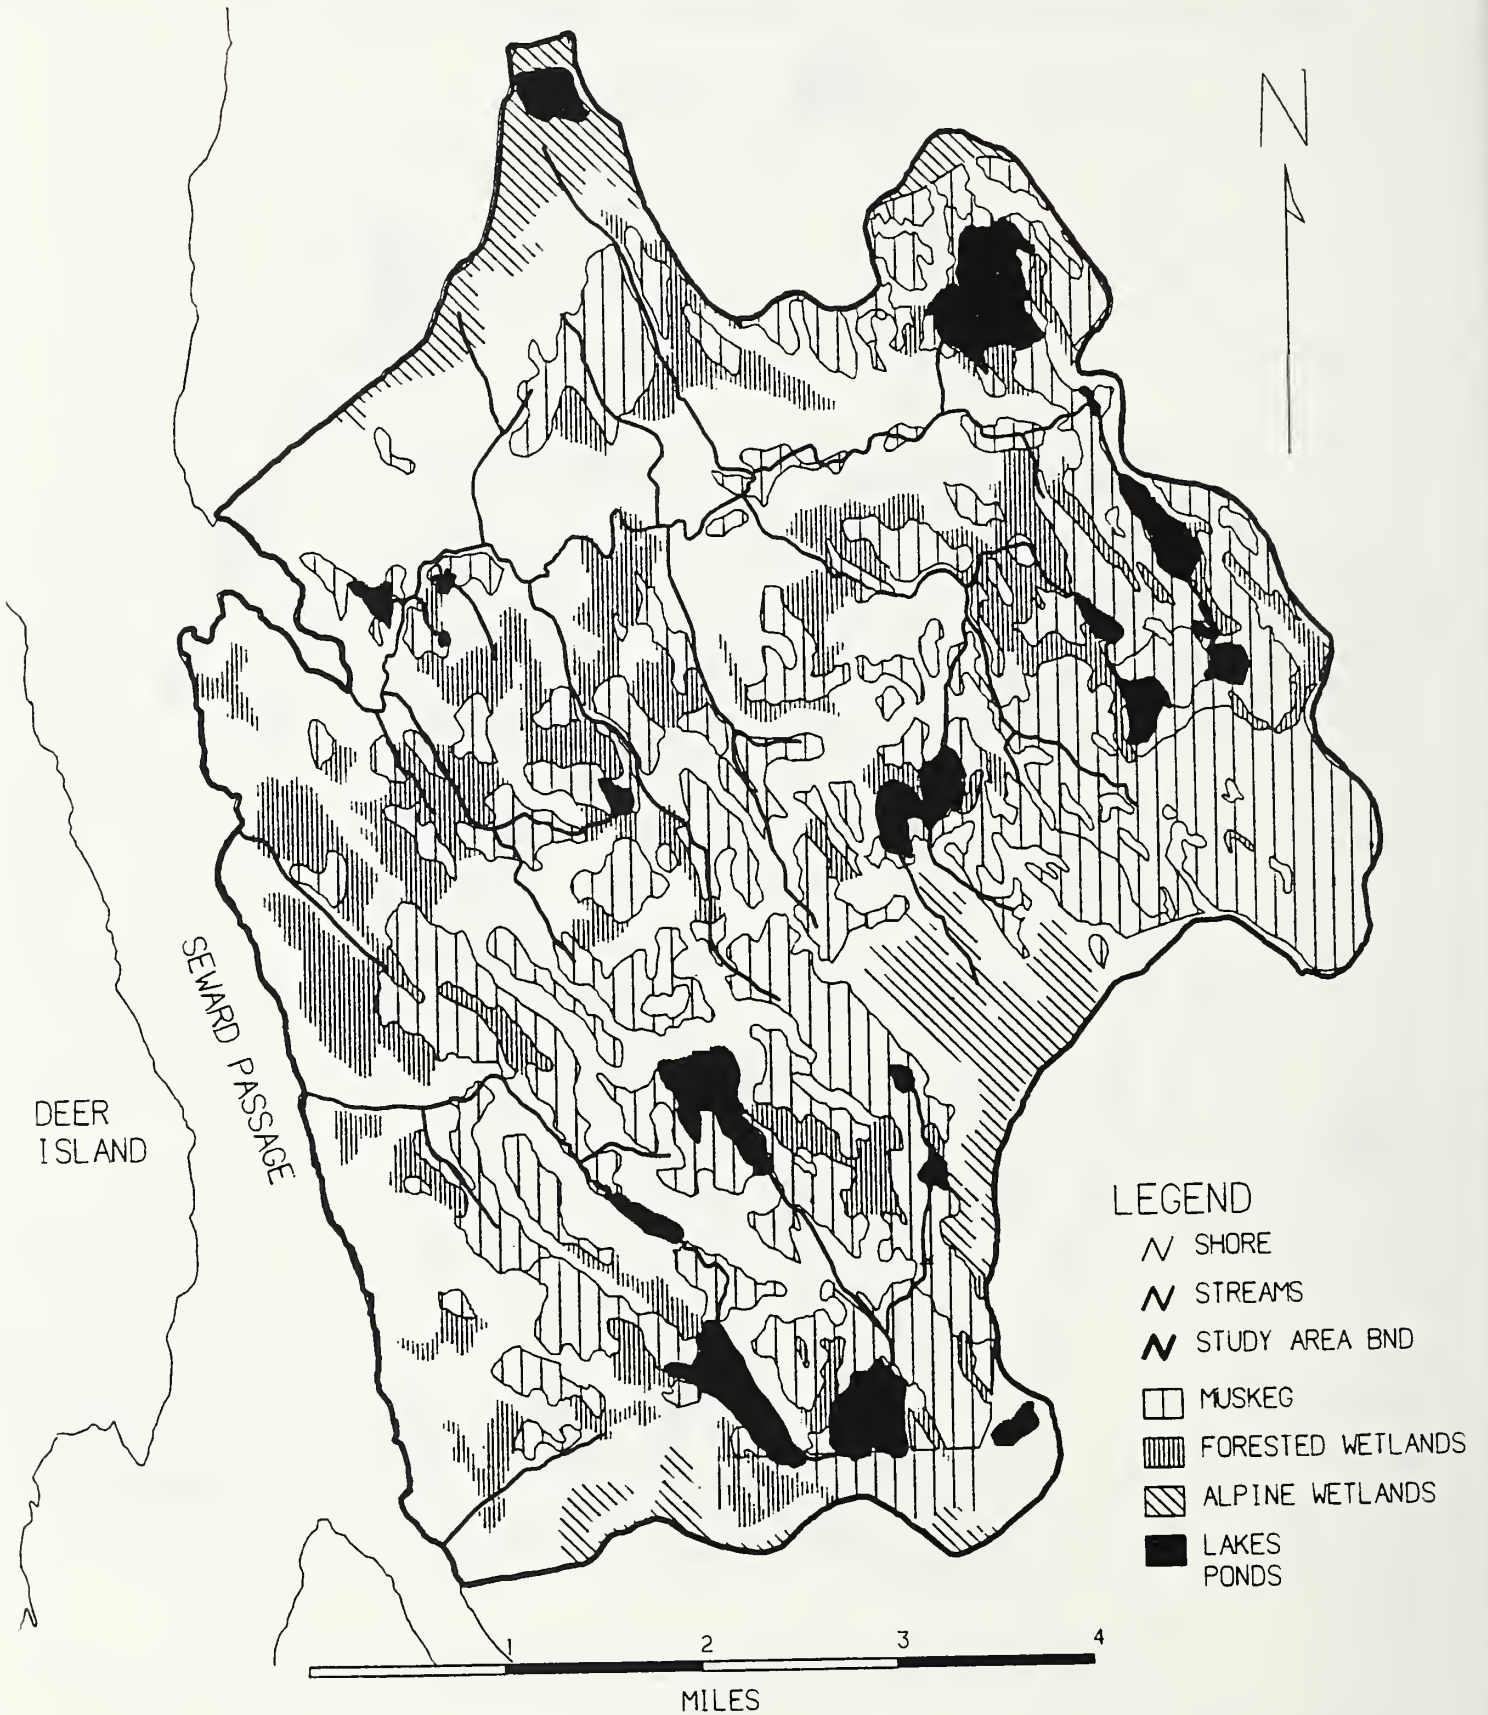 N
SEWARD PASSAGE
DEER
ISLAND
LEGEND
SHORE
STREAMS
STUDY AREA BND
MUSKEG
FORESTED WETLANDS
ALPINE WETLANDS
LAKES
PONDS
1 2 3 4
MILES